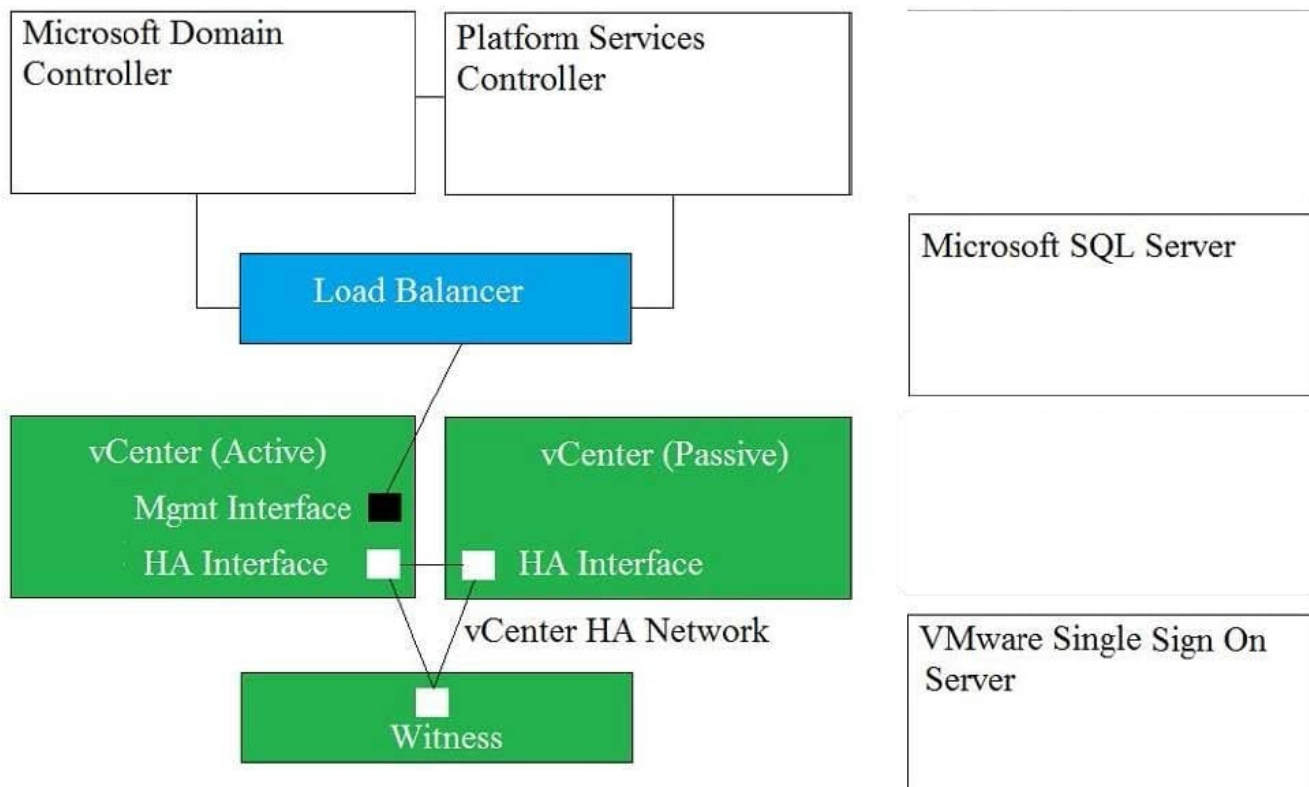 Microsoft Domain
Controller
Platform Services
Controller
Microsoft SQL Server
Load Balancer
vCenter (Active)
vCenter (Passive)
Mgmt Interface
HA Interface
HA Interface
vCenter HA Network
VMware Single Sign On
Server
Witness